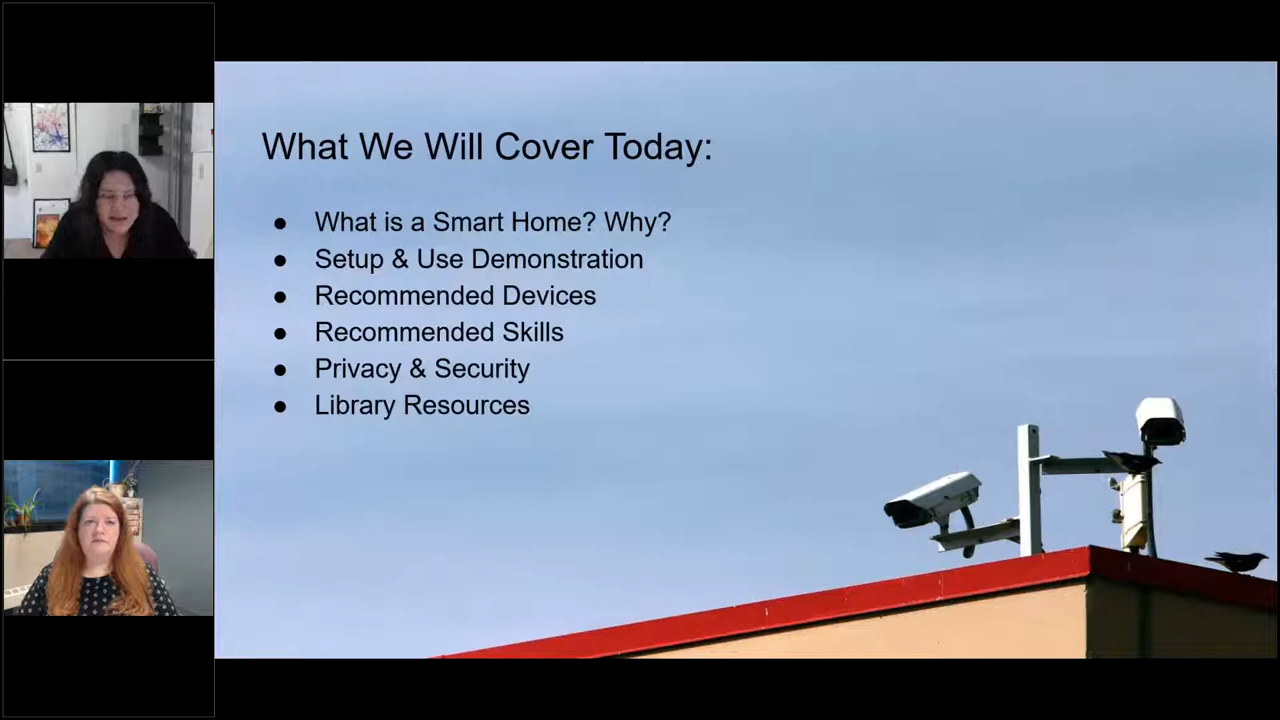 What We Will Cover Today:
● What is a Smart Home? Why?
● Setup & Use Demonstration
● Recommended Devices
● Recommended Skills
● Privacy & Security
● Library Resources